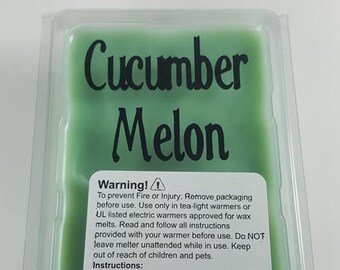 Cucumber
Melon
Warning! ⚠
To prevent Fire or Injury: Remove packaging
before use. Use only in tea-light warmers or
UL listed electric warmers approved for wax
melts. Read and follow all instructions
provided with your warmer before use. Do NOT
leave melter unattended while in use. Keep
out of reach of children and pets.
Instructions: